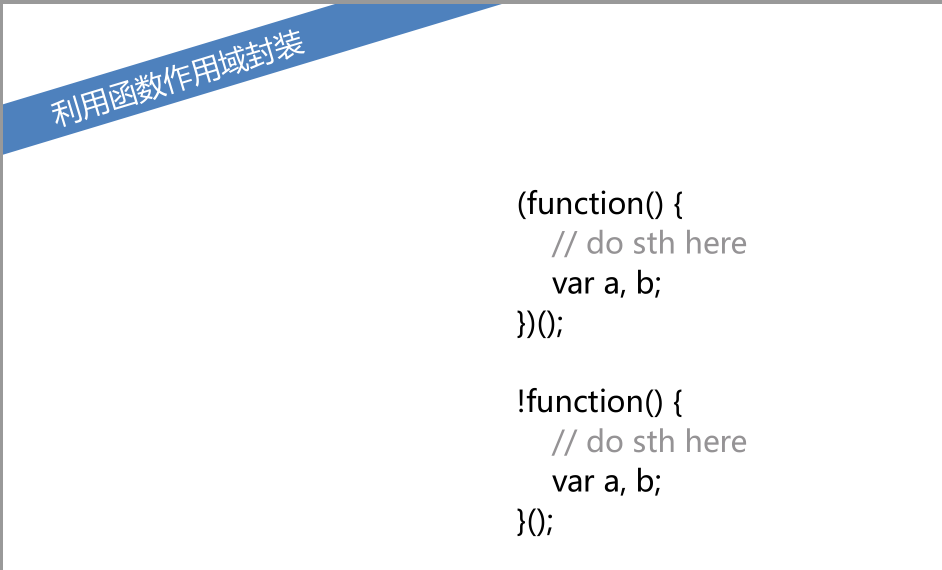 利用函数作用域封装
(function() {
// do sth here
var a, b;
})();
!function() {
// do sth here
var a, b;
}();